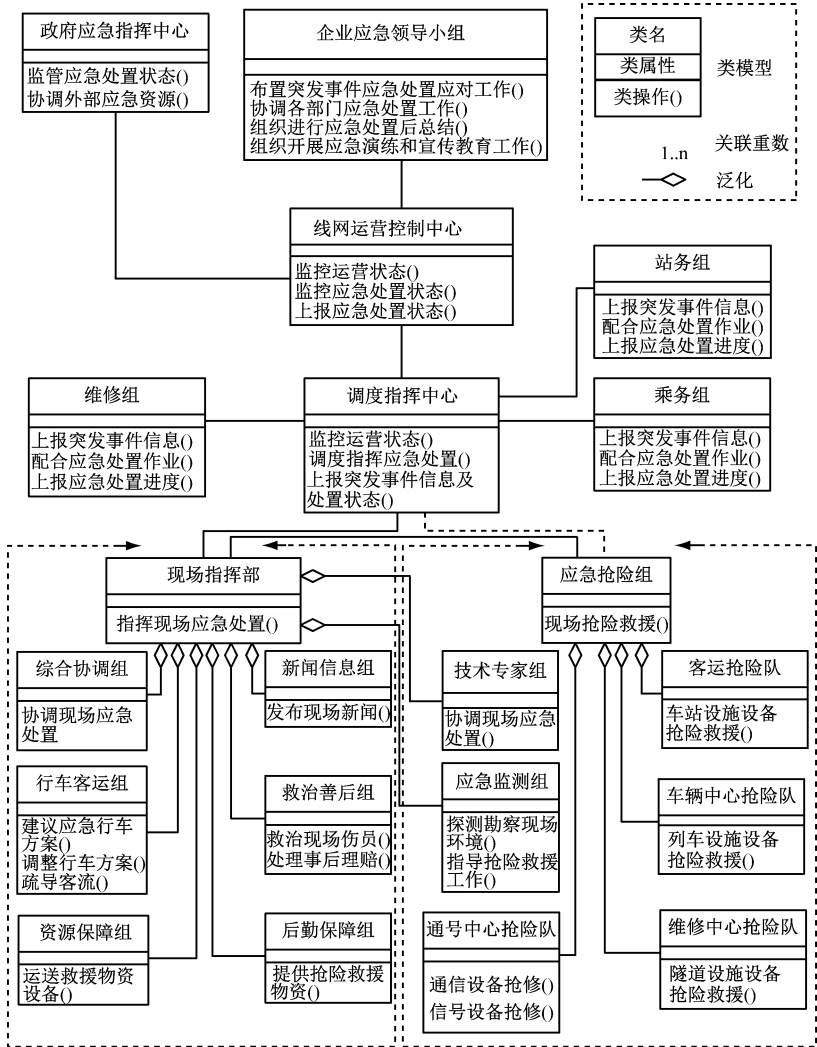 政府应急指挥中心
监管应急处置状态()
协调外部应急资源()
企业应急领导小组
布置突发事件应急处置应对工作()
协调各部门应急处置工作()
组织进行应急处置后总结()
组织开展应急演练和宣传教育工作()
类名
类属性
类操作()
类模型
1..n
关联重数
泛化
线网运营控制中心
监控运营状态()
监控应急处置状态()
上报应急处置状态()
站务组
上报突发事件信息()
配合应急处置作业()
上报应急处置进度()
维修组
上报突发事件信息()
配合应急处置作业()
上报应急处置进度()
调度指挥中心
监控运营状态()
调度指挥应急处置()
上报突发事件信息及
处置状态()
乘务组
上报突发事件信息()
配合应急处置作业()
上报应急处置进度()
现场指挥部
指挥现场应急处置()
应急抢险组
现场抢险救援()
综合协调组
协调现场应急
处置
新闻信息组
发布现场新闻()
技术专家组
协调现场应急
处置()
客运抢险队
车站设施设备
抢险救援()
行车客运组
建议应急行车
方案()
调整行车方案()
疏导客流()
救治善后组
救治现场伤员()
处理事后理赔()
应急监测组
探测勘察现场
环境()
指导抢险救援
工作()
车辆中心抢险队
列车设施设备
抢险救援()
资源保障组
运送救援物资
设备()
后勤保障组
提供抢险救援
物资()
通号中心抢险队
通信设备抢修()
信号设备抢修()
维修中心抢险队
隧道设施设备
抢险救援()